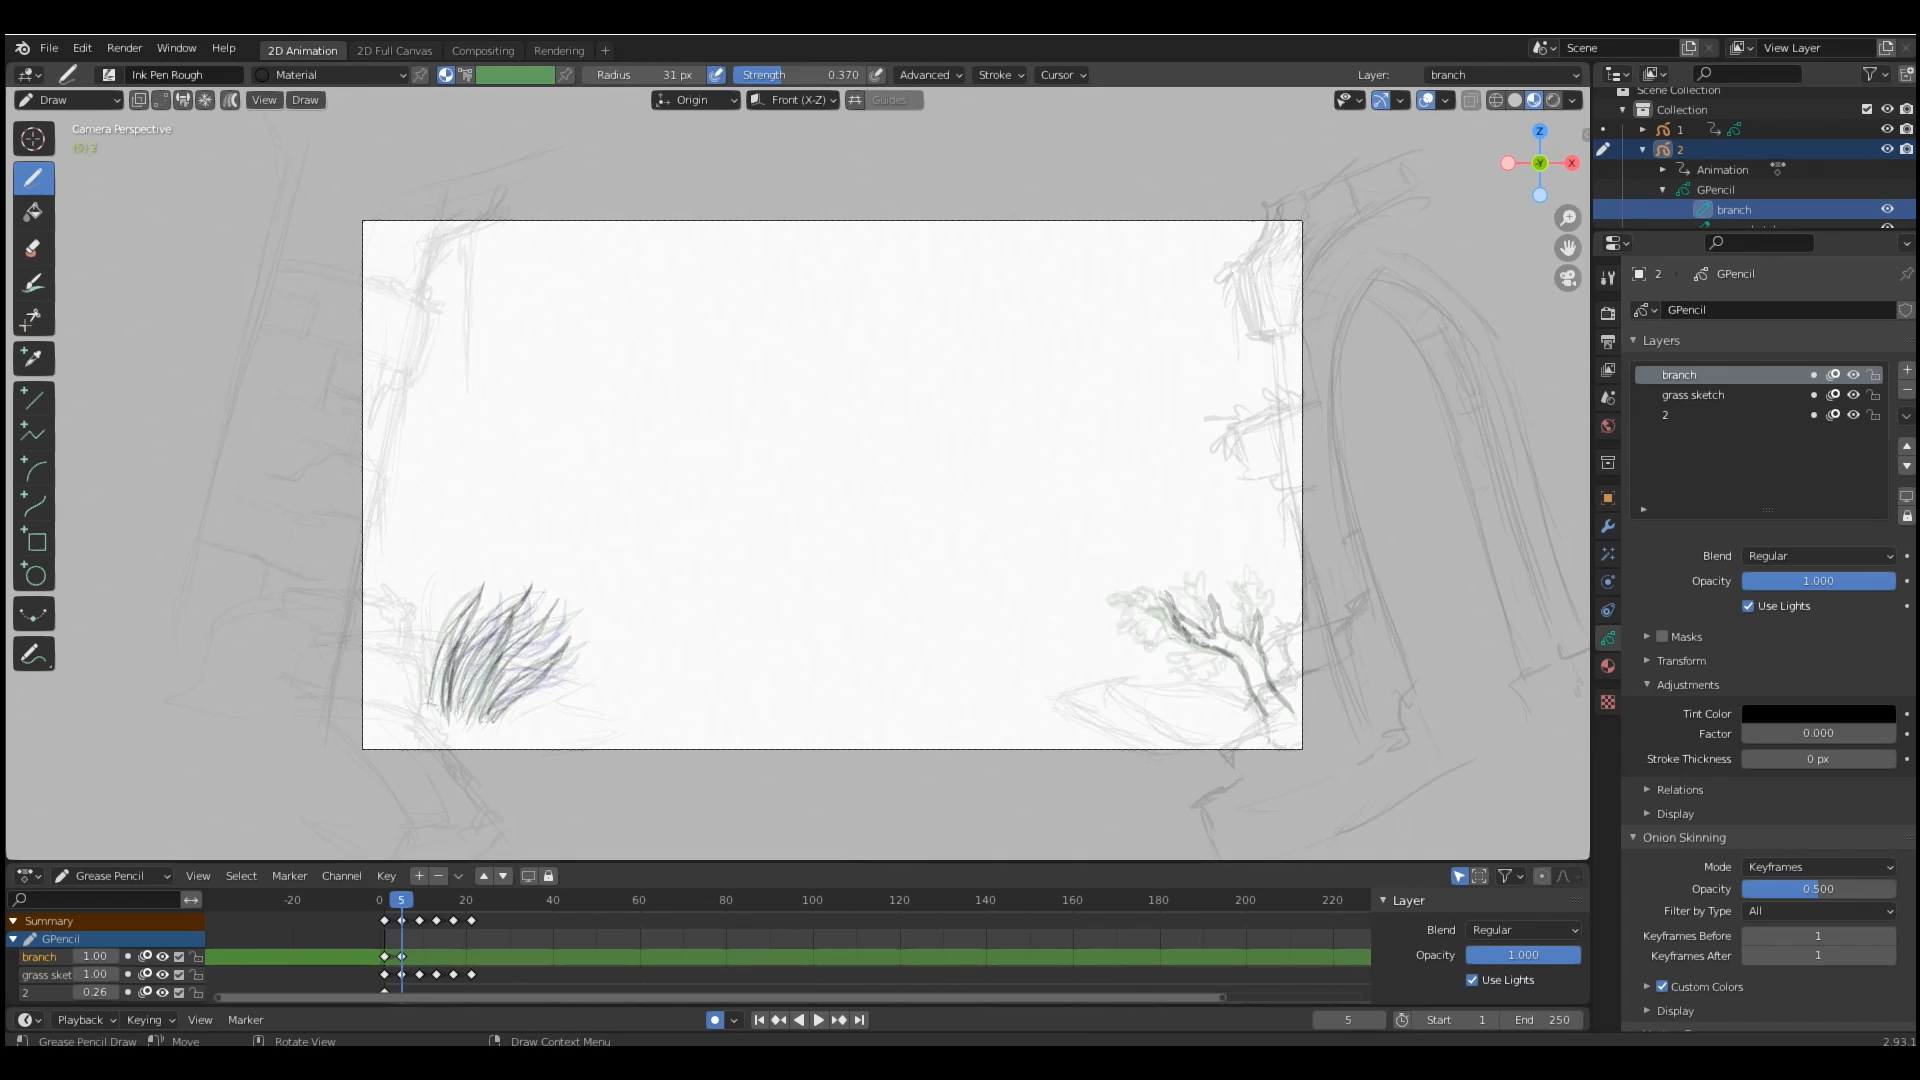 File Edit Render Window Help 2D Animation 2D Full Canvas Compositing Rendering + Scene View Layer
Ink Pen Rough Material Radius 31 px Strength 0.370 Advanced Stroke Cursor Layer: branch
Draw View Draw Origin Front (X-Z) Guides
Scene Collection
Collection
1
2
Animation
GPencil
branch
Camera Perspective
(5) 2
Z
-Y
X
2 GPencil
GPencil
Layers
branch
grass sketch
2
Blend Regular
Opacity 1.000
Use Lights
Masks
Transform
Adjustments
Tint Color
Factor 0.000
Stroke Thickness 0 px
Relations
Display
Onion Skinning
Mode Keyframes
Opacity 0.500
Filter by Type All
Keyframes Before 1
Keyframes After 1
Custom Colors
Display
Grease Pencil View Select Marker Channel Key
-20 0 5 20 40 60 80 100 120 140 160 180 200 220
Summary
GPencil
branch 1.00
grass sket 1.00
2 0.26
Layer
Blend Regular
Opacity 1.000
Use Lights
Playback Keying View Marker 5 Start 1 End 250
Grease Pencil Draw Move Rotate View Draw Context Menu 2.93.1